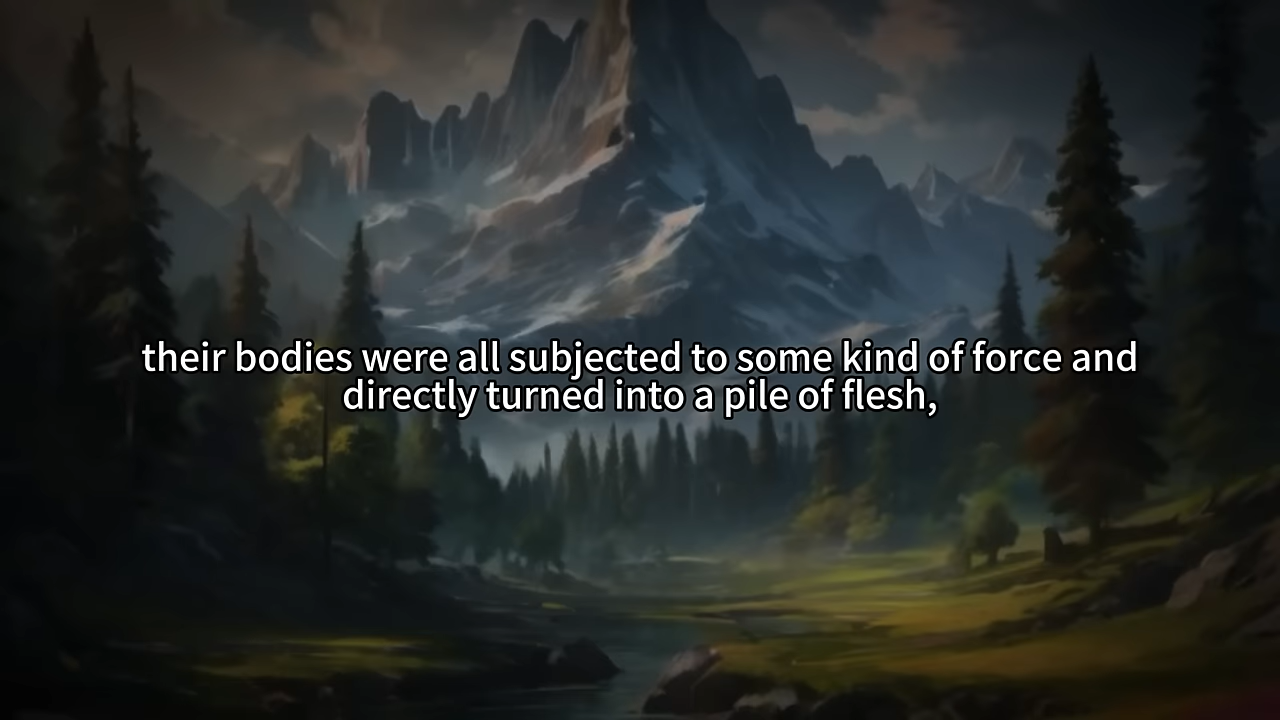 their bodies were all subjected to some kind of force and
directly turned into a pile of flesh,